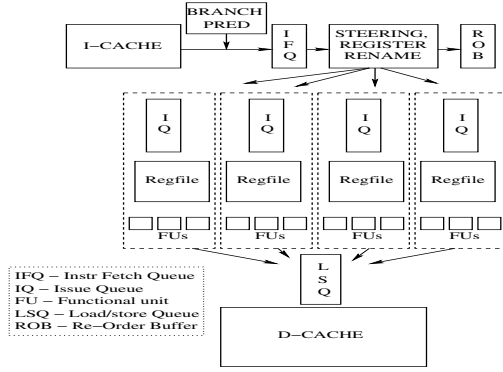 BRANCH
PRED
I–CACHE
I
F
Q
STEERING,
REGISTER
RENAME
R
O
B
I
Q
I
Q
I
Q
I
Q
Regfile
Regfile
Regfile
Regfile
FUs
FUs
FUs
FUs
L
S
Q
D–CACHE
IFQ – Instr Fetch Queue
IQ – Issue Queue
FU – Functional unit
LSQ – Load/store Queue
ROB – Re–Order Buffer